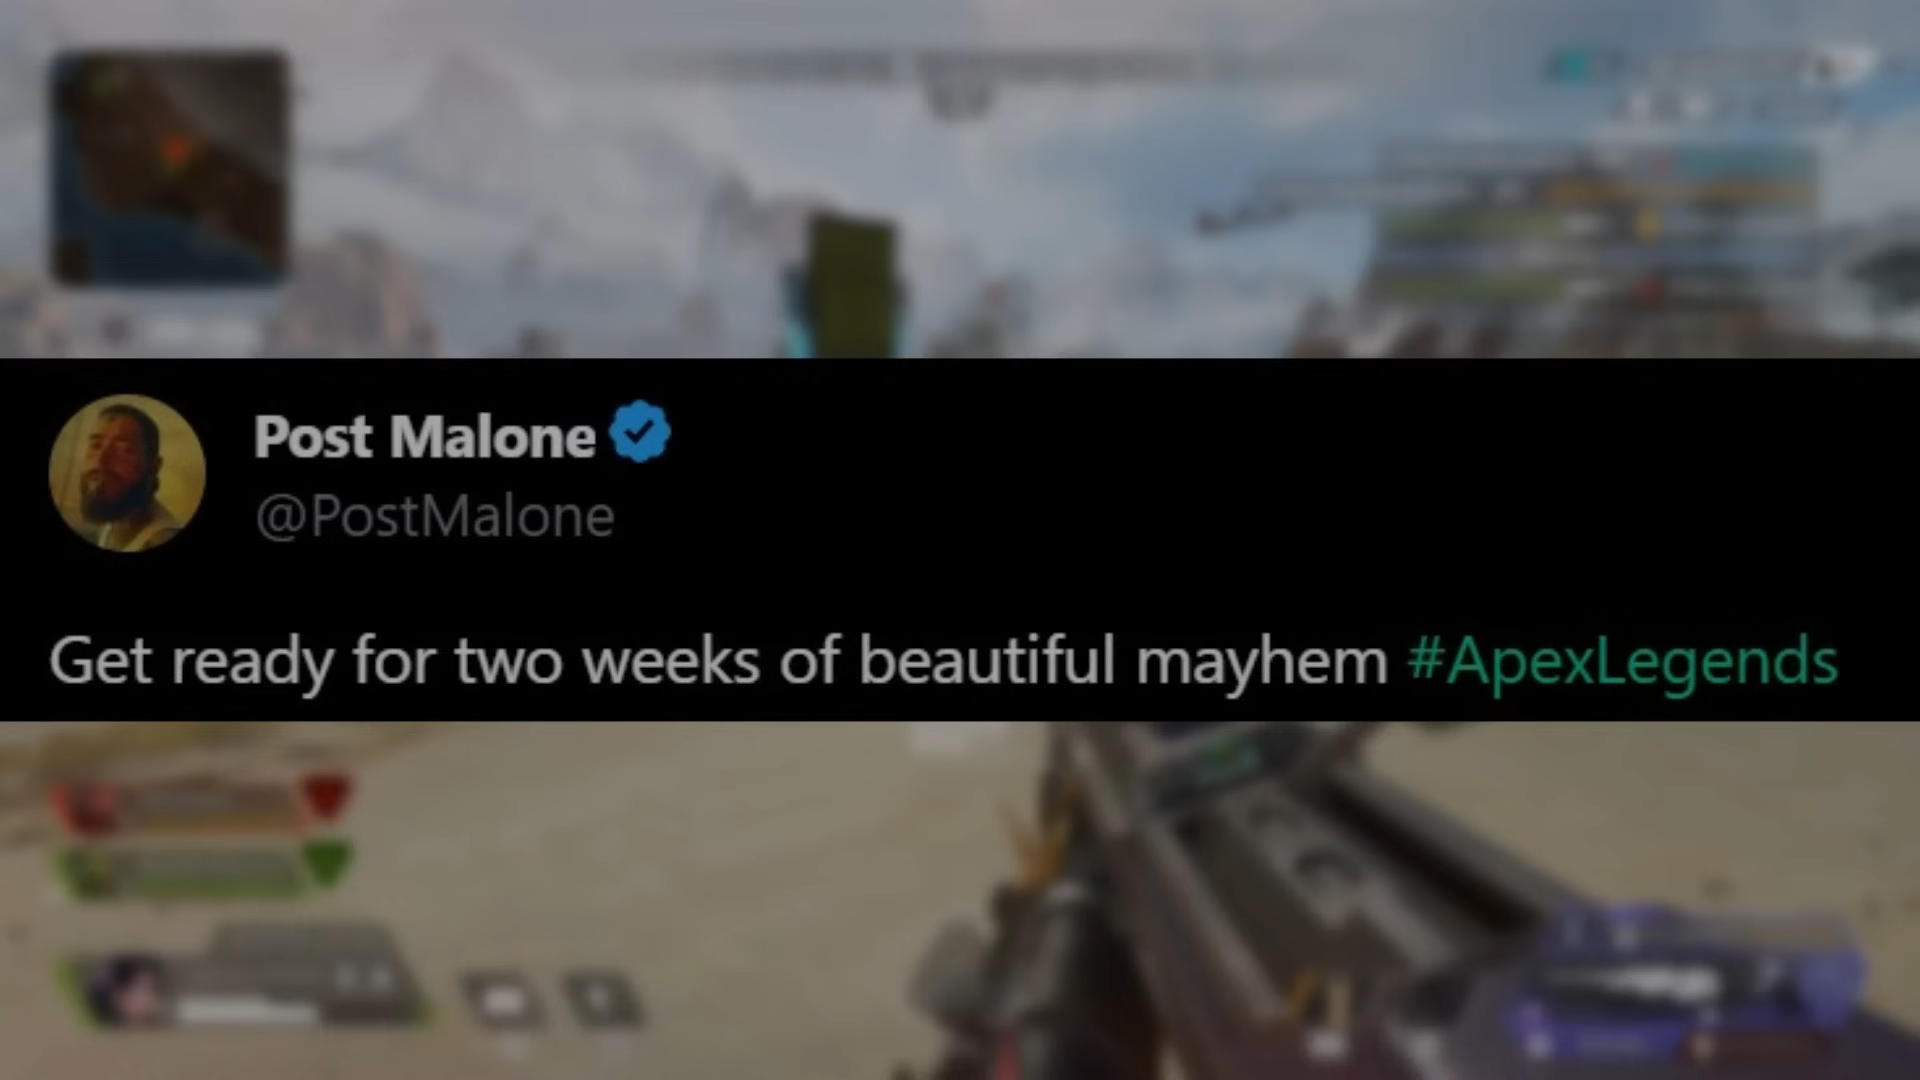 Post Malone
@PostMalone
Get ready for two weeks of beautiful mayhem #ApexLegends